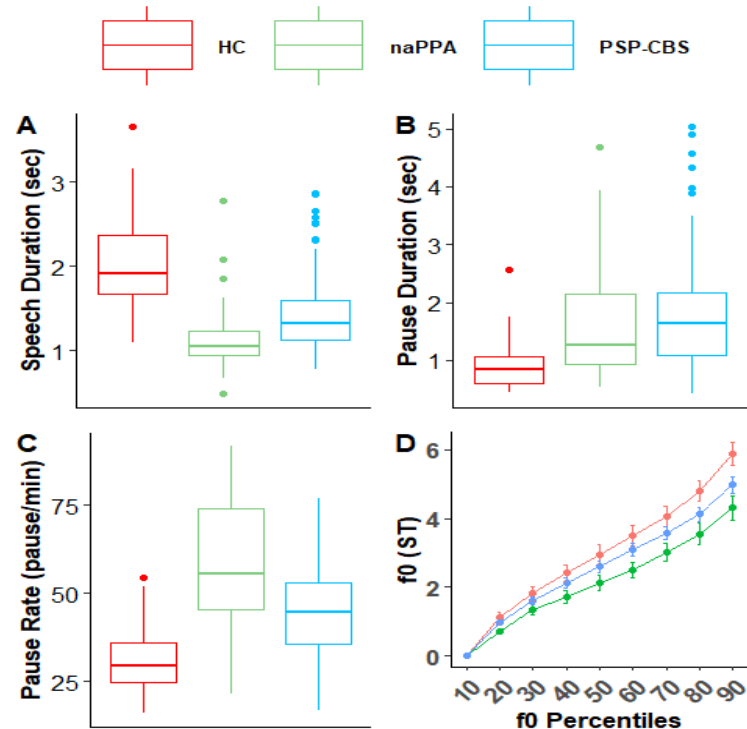 HC naPPA PSP-CBS
A
Speech Duration (sec)
3
2
1
B
Pause Duration (sec)
5
4
3
2
1
C
Pause Rate (pause/min)
75
50
25
D
f0 (ST)
6
4
2
0
10 20 30 40 50 60 70 80 90
f0 Percentiles